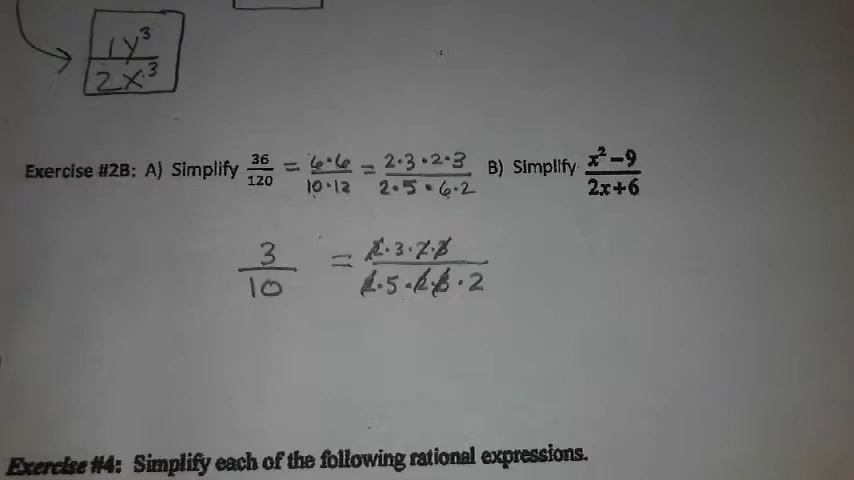 1y³
2x³
Exercise #2B: A) Simplify 36/120 = 6·6/10·12 = 2·3·2·3/2·5·6·2 B) Simplify x²-9/2x+6
3/10 = 2·3·2·3/2·5·2·3·2
Exercise #4: Simplify each of the following rational expressions.